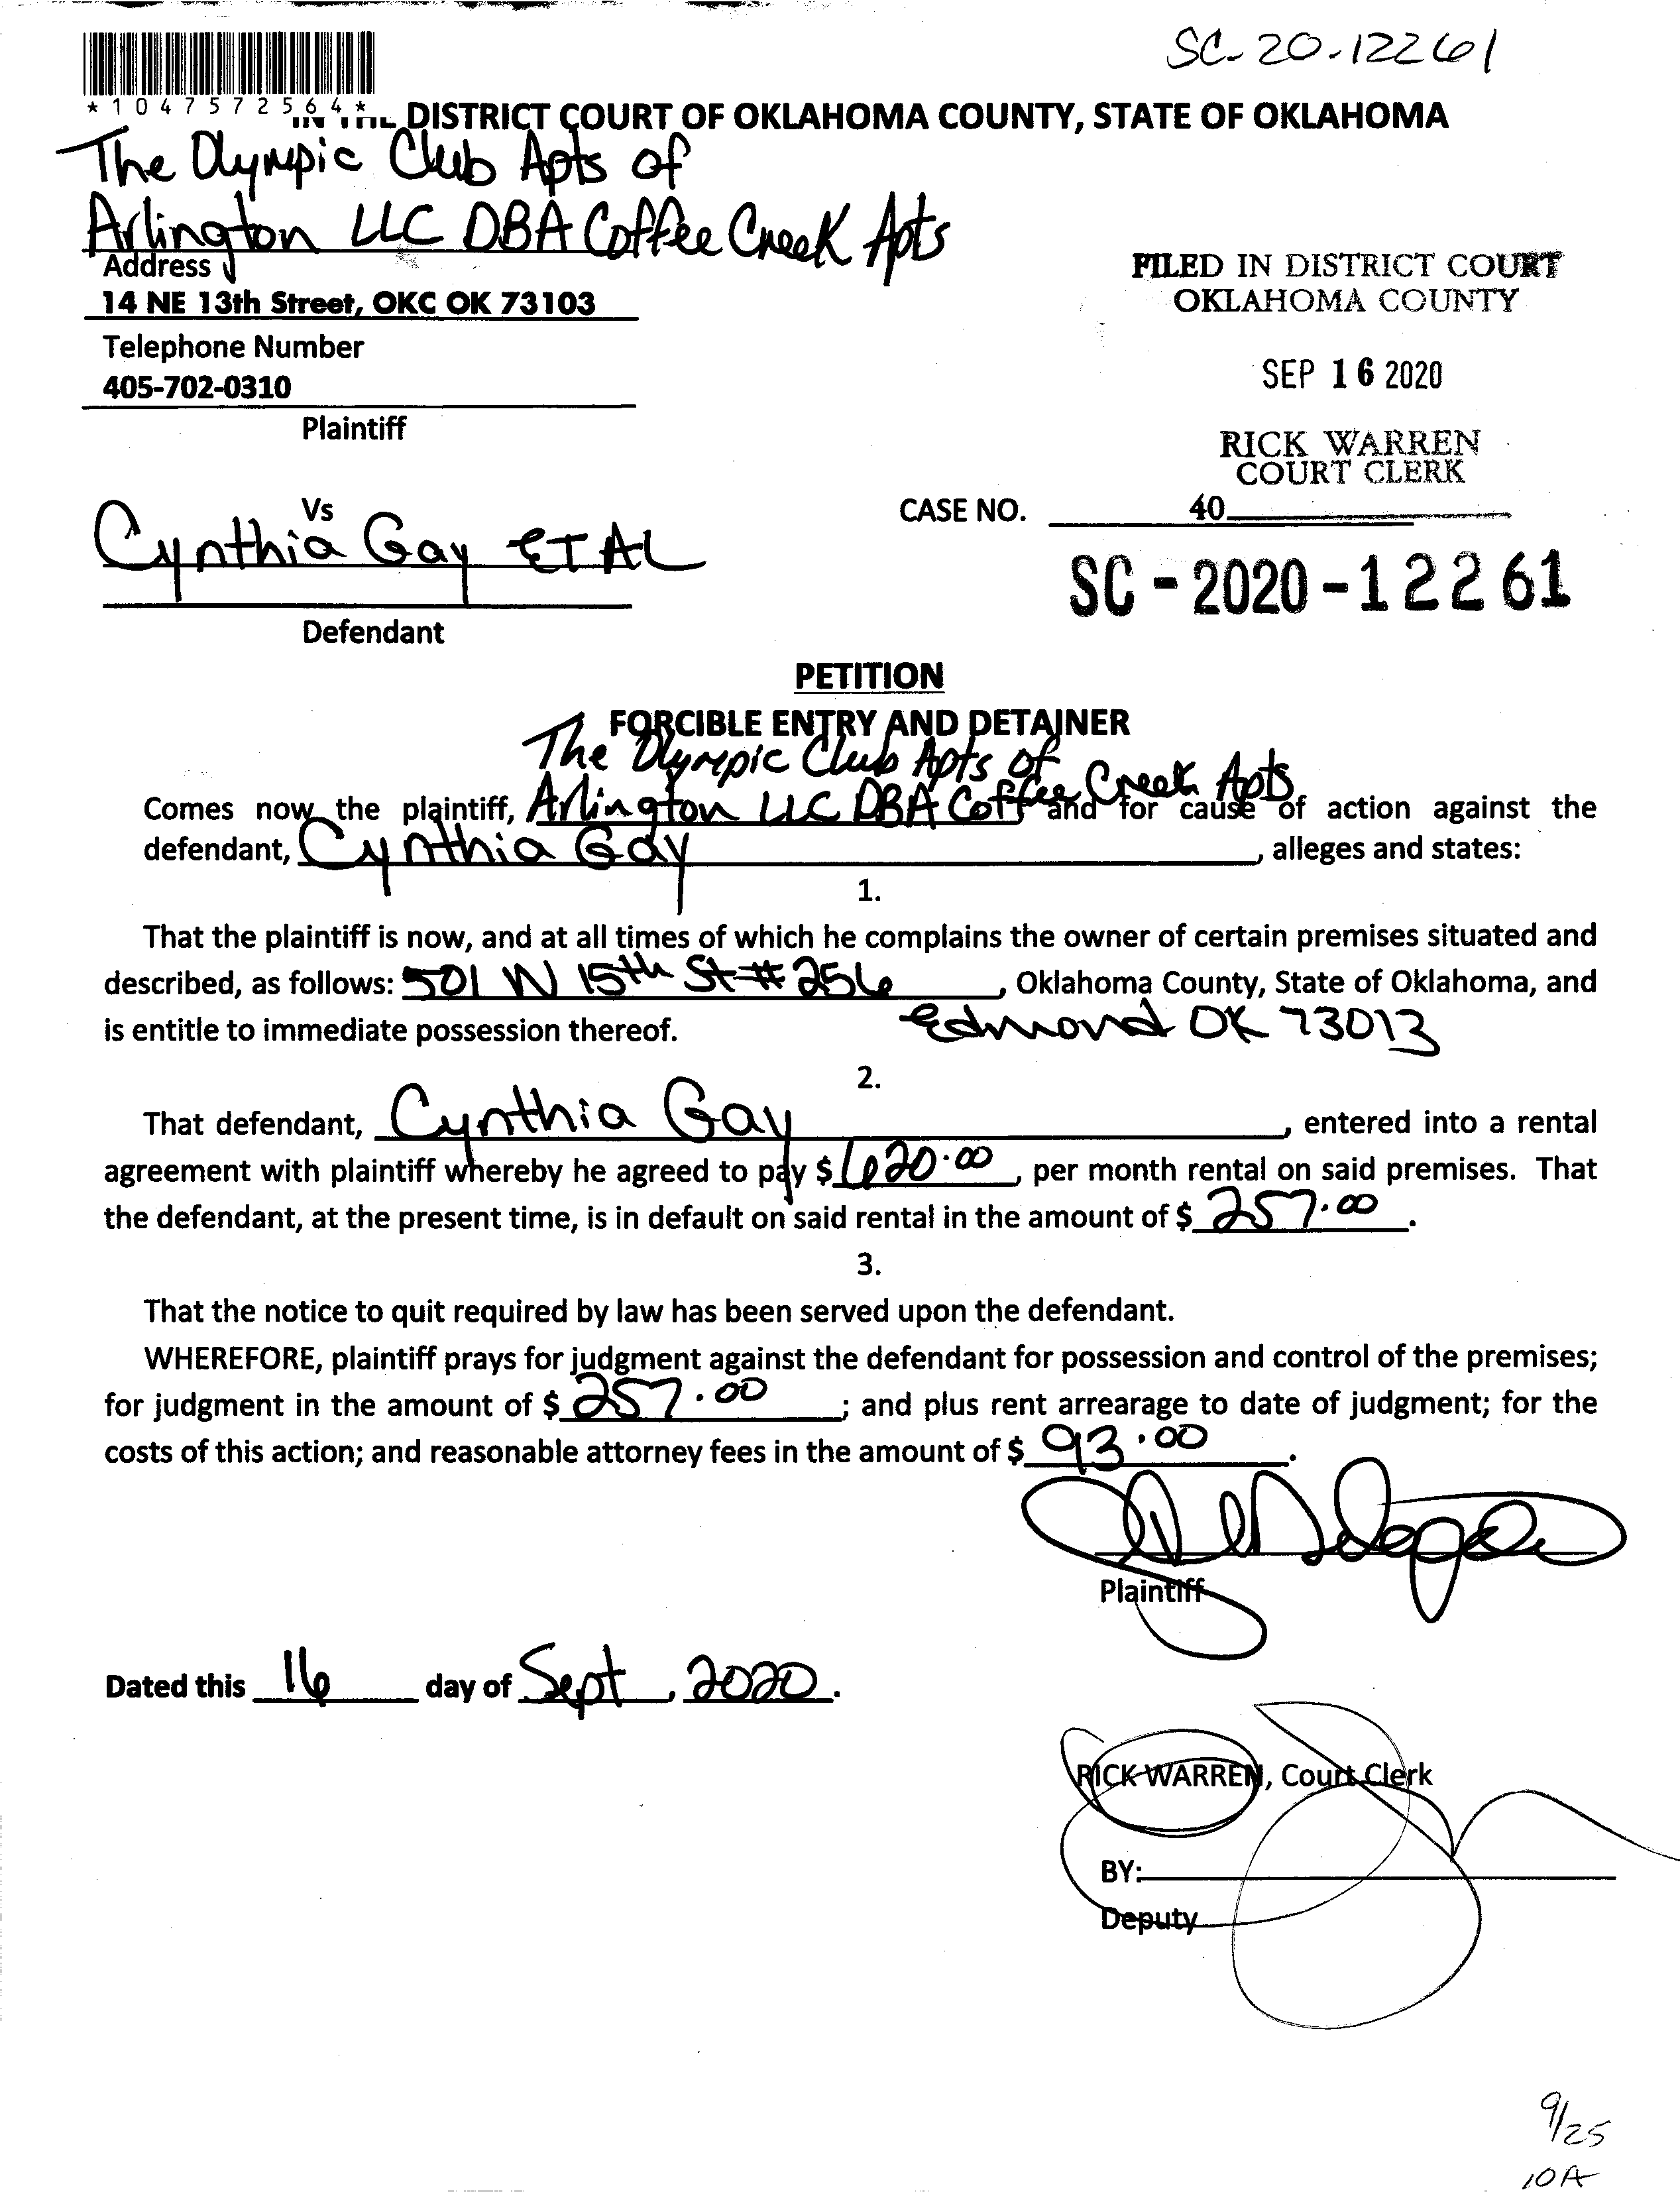 SC-20-12261
*1047572564*
IN THE DISTRICT COURT OF OKLAHOMA COUNTY, STATE OF OKLAHOMA
The Olympic Club Apts of
Arlington LLC DBA Coffee Creek Apts
Address
14 NE 13th Street, OKC OK 73103
Telephone Number
405-702-0310
Plaintiff
FILED IN DISTRICT COURT
OKLAHOMA COUNTY
SEP 16 2020
RICK WARREN
COURT CLERK
Vs
CASE NO. 40
Cynthia Gay ET AL
SC-2020-12261
Defendant
PETITION
FORCIBLE ENTRY AND DETAINER
The Olympic Club Apts of
Comes now the plaintiff, Arlington LLC DBA Coffee Creek Apts and for cause of action against the
defendant, Cynthia Gay, alleges and states:
1.
That the plaintiff is now, and at all times of which he complains the owner of certain premises situated and
described, as follows: 501 W 15th St #256, Oklahoma County, State of Oklahoma, and
is entitle to immediate possession thereof. Edmond OK 73013
2.
That defendant, Cynthia Gay, entered into a rental
agreement with plaintiff whereby he agreed to pay $620.00, per month rental on said premises. That
the defendant, at the present time, is in default on said rental in the amount of $ 257.00.
3.
That the notice to quit required by law has been served upon the defendant.
WHEREFORE, plaintiff prays for judgment against the defendant for possession and control of the premises;
for judgment in the amount of $ 257.00; and plus rent arrearage to date of judgment; for the
costs of this action; and reasonable attorney fees in the amount of $ 93.00.
Plaintiff
Dated this 16 day of Sept, 2020.
RICK WARREN, Court Clerk
BY:
Deputy
9/25
10A